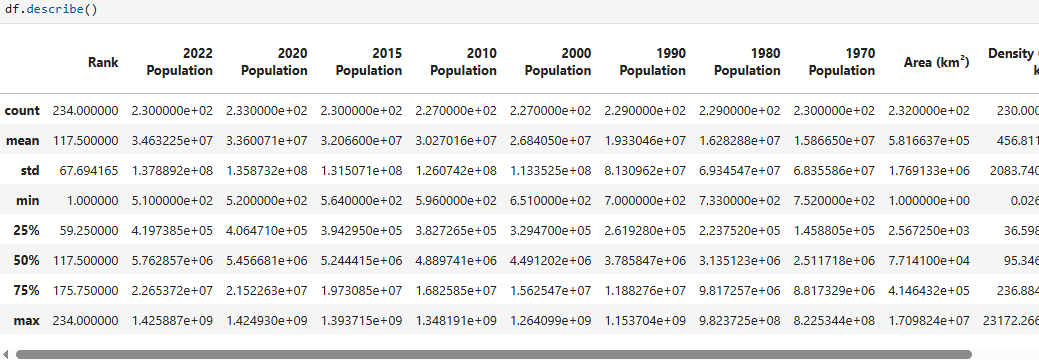 df.describe()
Rank 2022 Population 2020 Population 2015 Population 2010 Population 2000 Population 1990 Population 1980 Population 1970 Population Area (km²) Density
count 234.000000 2.300000e+02 2.330000e+02 2.300000e+02 2.270000e+02 2.270000e+02 2.290000e+02 2.290000e+02 2.300000e+02 2.320000e+02 230.000
mean 117.500000 3.463225e+07 3.360071e+07 3.206600e+07 3.027016e+07 2.684050e+07 1.933046e+07 1.628288e+07 1.586650e+07 5.816637e+05 456.811
std 67.694165 1.378892e+08 1.358732e+08 1.315071e+08 1.260742e+08 1.133525e+08 8.130962e+07 6.934547e+07 6.835586e+07 1.769133e+06 2083.740
min 1.000000 5.100000e+02 5.200000e+02 5.640000e+02 5.960000e+02 6.510000e+02 7.000000e+02 7.330000e+02 7.520000e+02 1.000000e+00 0.026
25% 59.250000 4.197385e+05 4.064710e+05 3.942950e+05 3.827265e+05 3.294700e+05 2.619280e+05 2.237520e+05 1.458805e+05 2.567250e+03 36.598
50% 117.500000 5.762857e+06 5.456681e+06 5.244415e+06 4.889741e+06 4.491202e+06 3.785847e+06 3.135123e+06 2.511718e+06 7.714100e+04 95.346
75% 175.750000 2.265372e+07 2.152263e+07 1.973085e+07 1.682585e+07 1.562547e+07 1.188276e+07 9.817257e+06 8.817329e+06 4.146432e+05 236.884
max 234.000000 1.425887e+09 1.424930e+09 1.393715e+09 1.348191e+09 1.264099e+09 1.153704e+09 9.823725e+08 8.225344e+08 1.709824e+07 23172.266